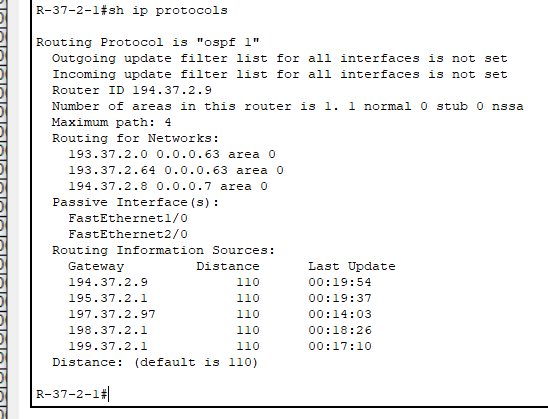 R-37-2-1#sh ip protocols
Routing Protocol is "ospf 1"
Outgoing update filter list for all interfaces is not set
Incoming update filter list for all interfaces is not set
Router ID 194.37.2.9
Number of areas in this router is 1. 1 normal 0 stub 0 nssa
Maximum path: 4
Routing for Networks:
193.37.2.0 0.0.0.63 area 0
193.37.2.64 0.0.0.63 area 0
194.37.2.8 0.0.0.7 area 0
Passive Interface(s):
FastEthernet1/0
FastEthernet2/0
Routing Information Sources:
Gateway Distance Last Update
194.37.2.9 110 00:19:54
195.37.2.1 110 00:19:37
197.37.2.97 110 00:14:03
198.37.2.1 110 00:18:26
199.37.2.1 110 00:17:10
Distance: (default is 110)
R-37-2-1#